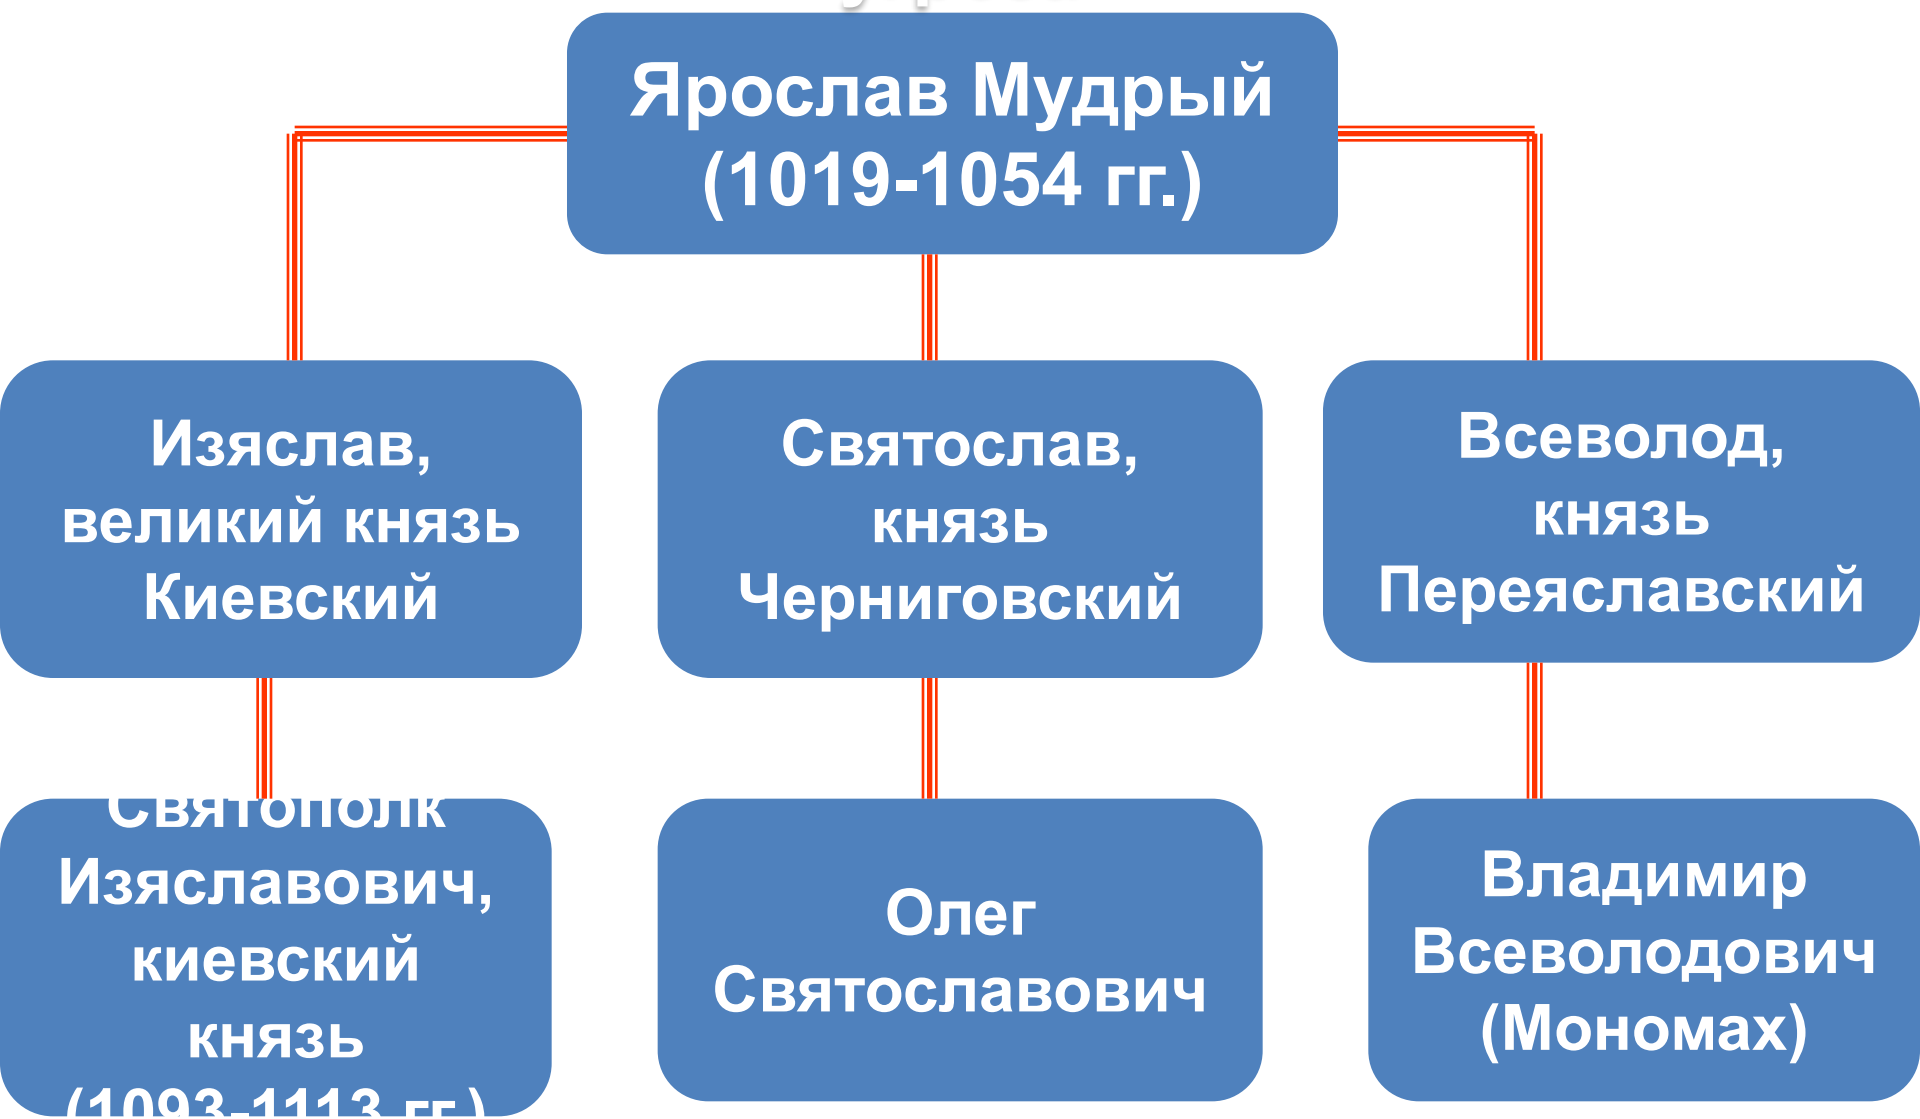 Ярослав Мудрый
(1019-1054 гг.)
Изяслав,
великий князь
Киевский
Святослав,
князь
Черниговский
Всеволод,
князь
Переяславский
Святополк
Изяславович,
киевский
князь
(1093-1113 гг.)
Олег
Святославович
Владимир
Всеволодович
(Мономах)